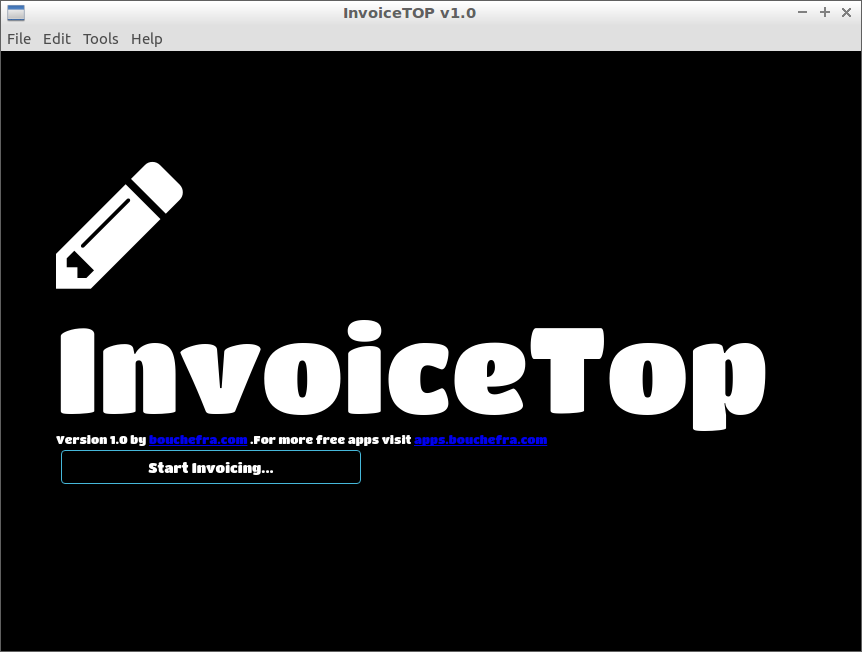 InvoiceTOP v1.0
File Edit Tools Help
InvoiceTop
Version 1.0 by bouchefra.com .For more free apps visit apps.bouchefra.com
Start Invoicing...